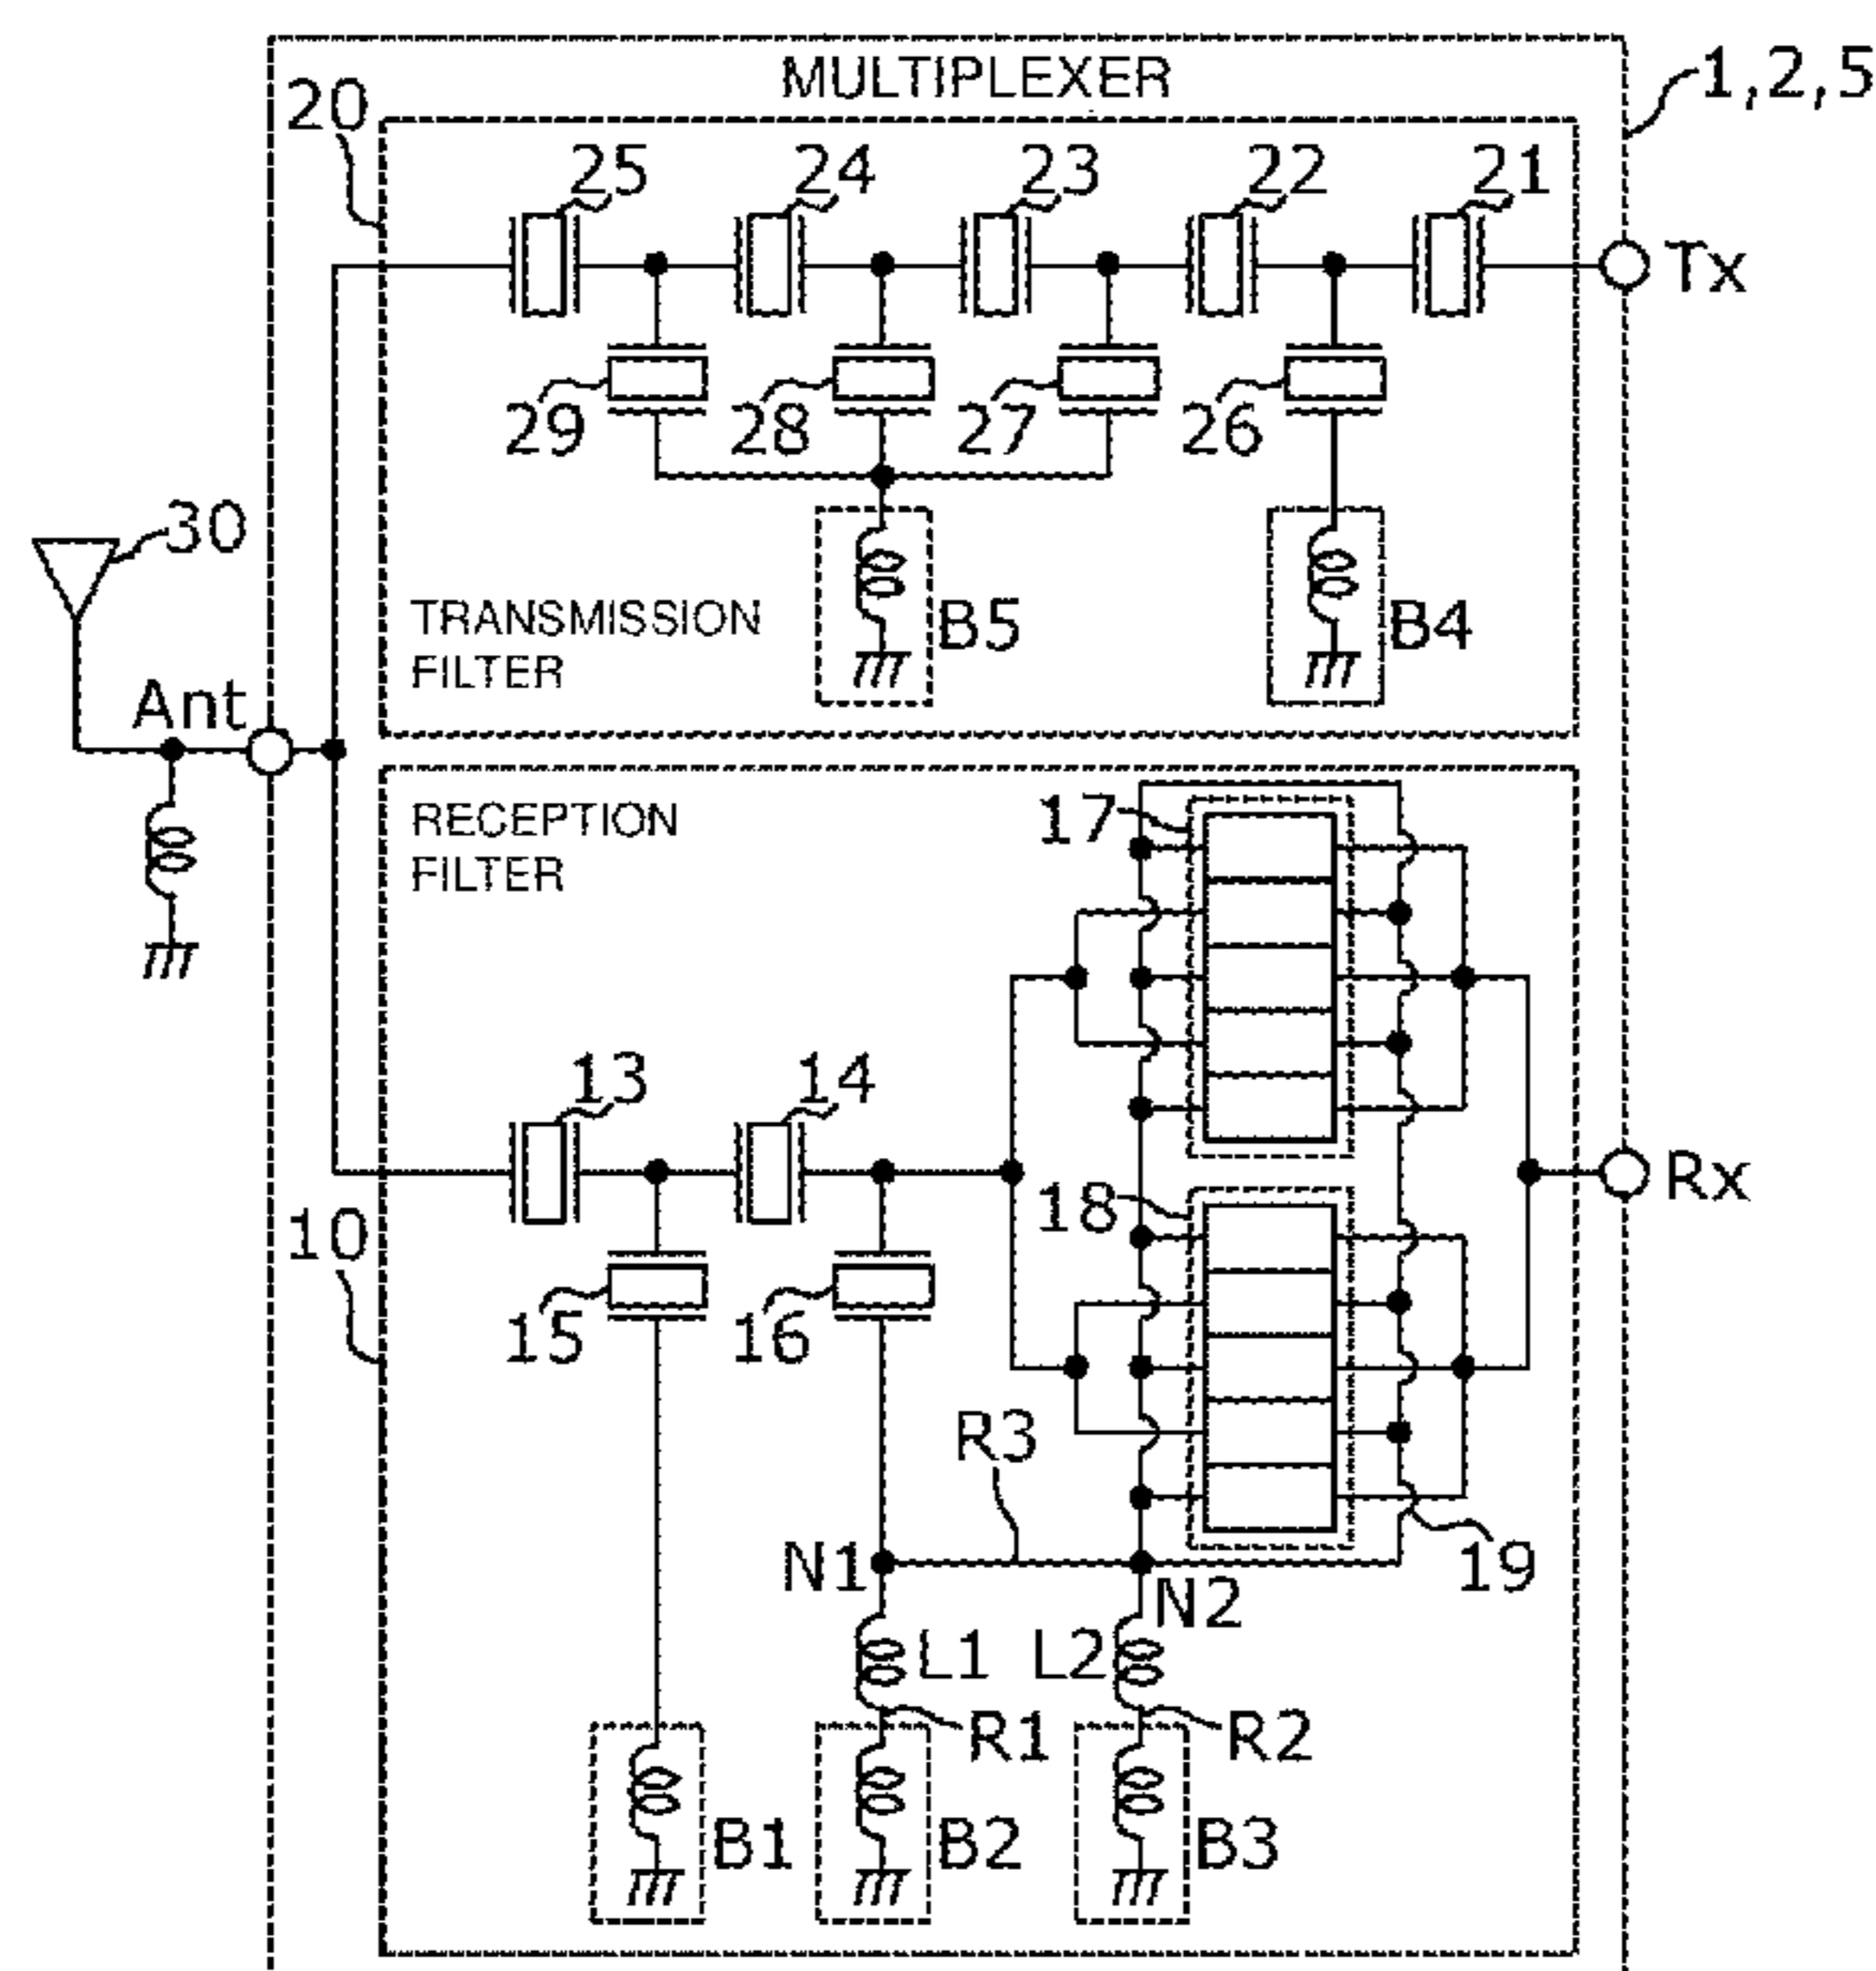 MULTIPLEXER
1,2,5
20
25
24
23
22
21
Tx
29
28
27
26
30
TRANSMISSION
FILTER
B5
B4
Ant
RECEPTION
FILTER
17
13
14
18
Rx
10
15
16
R3
N1
N2
19
L1
L2
R1
R2
B1
B2
B3